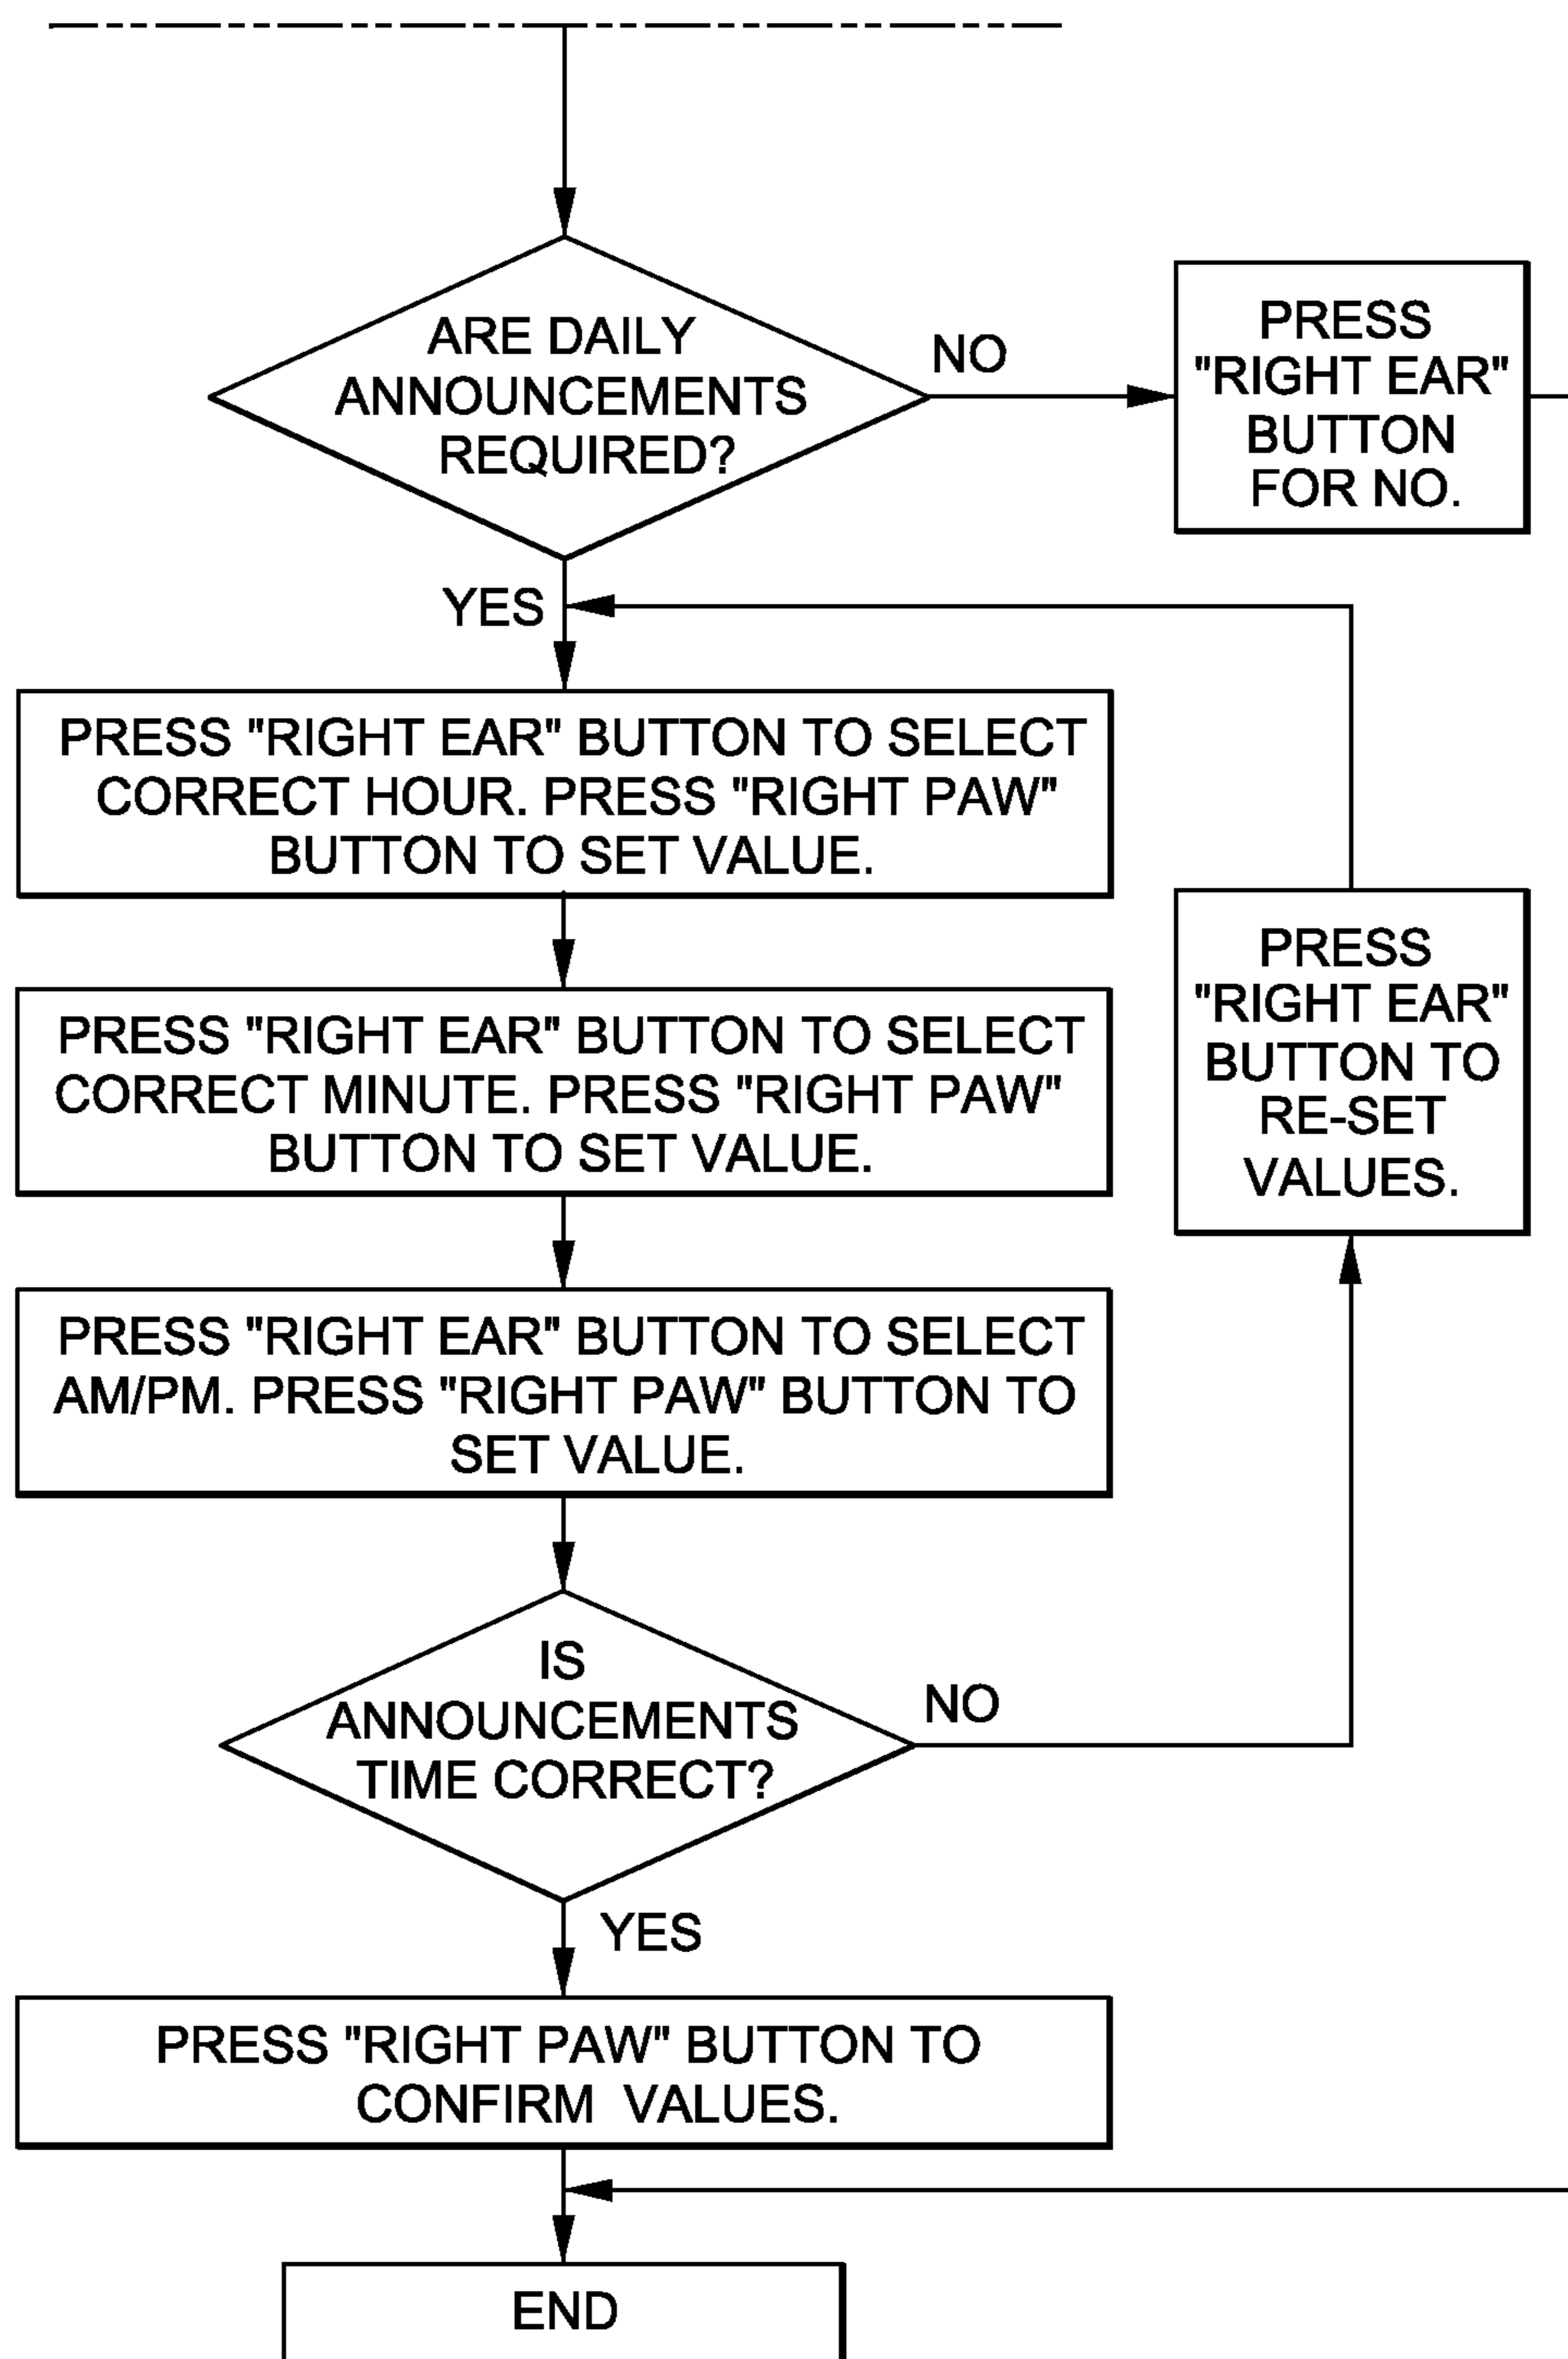 ARE DAILY
ANNOUNCEMENTS
REQUIRED?
NO
PRESS
"RIGHT EAR"
BUTTON
FOR NO.
YES
PRESS "RIGHT EAR" BUTTON TO SELECT
CORRECT HOUR. PRESS "RIGHT PAW"
BUTTON TO SET VALUE.
PRESS
"RIGHT EAR"
BUTTON TO
RE-SET
VALUES.
PRESS "RIGHT EAR" BUTTON TO SELECT
CORRECT MINUTE. PRESS "RIGHT PAW"
BUTTON TO SET VALUE.
PRESS "RIGHT EAR" BUTTON TO SELECT
AM/PM. PRESS "RIGHT PAW" BUTTON TO
SET VALUE.
IS
ANNOUNCEMENTS
TIME CORRECT?
NO
YES
PRESS "RIGHT PAW" BUTTON TO
CONFIRM VALUES.
END